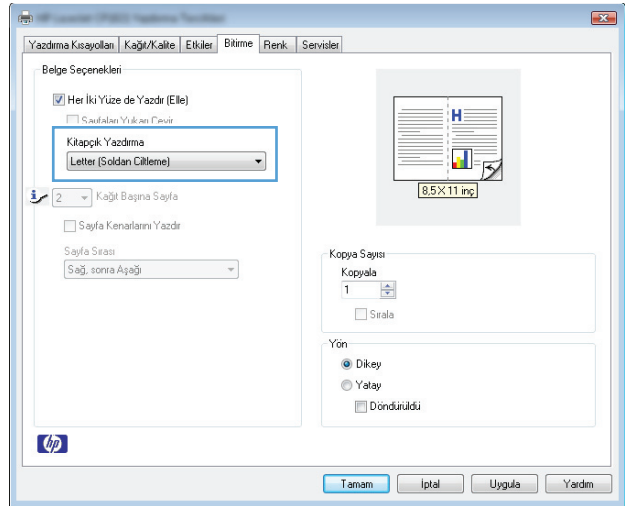 Yazdırma Kısayolları Kağıt/Kalite Etkiler Bitirme Renk Servisler
Belge Seçenekleri
Her İki Yüze de Yazdır (Elle)
Sayfaları Yukarı Çevir
Kitapçık Yazdırma
Letter (Soldan Ciltleme)
2 Kağıt Başına Sayfa
Sayfa Kenarlarını Yazdır
Sayfa Sırası
Sağ, sonra Aşağı
H
8,5 X 11 inç
Kopya Sayısı
Kopyala
1
Sırala
Yön
Dikey
Yatay
Döndürüldü
hp
Tamam İptal Uygula Yardım